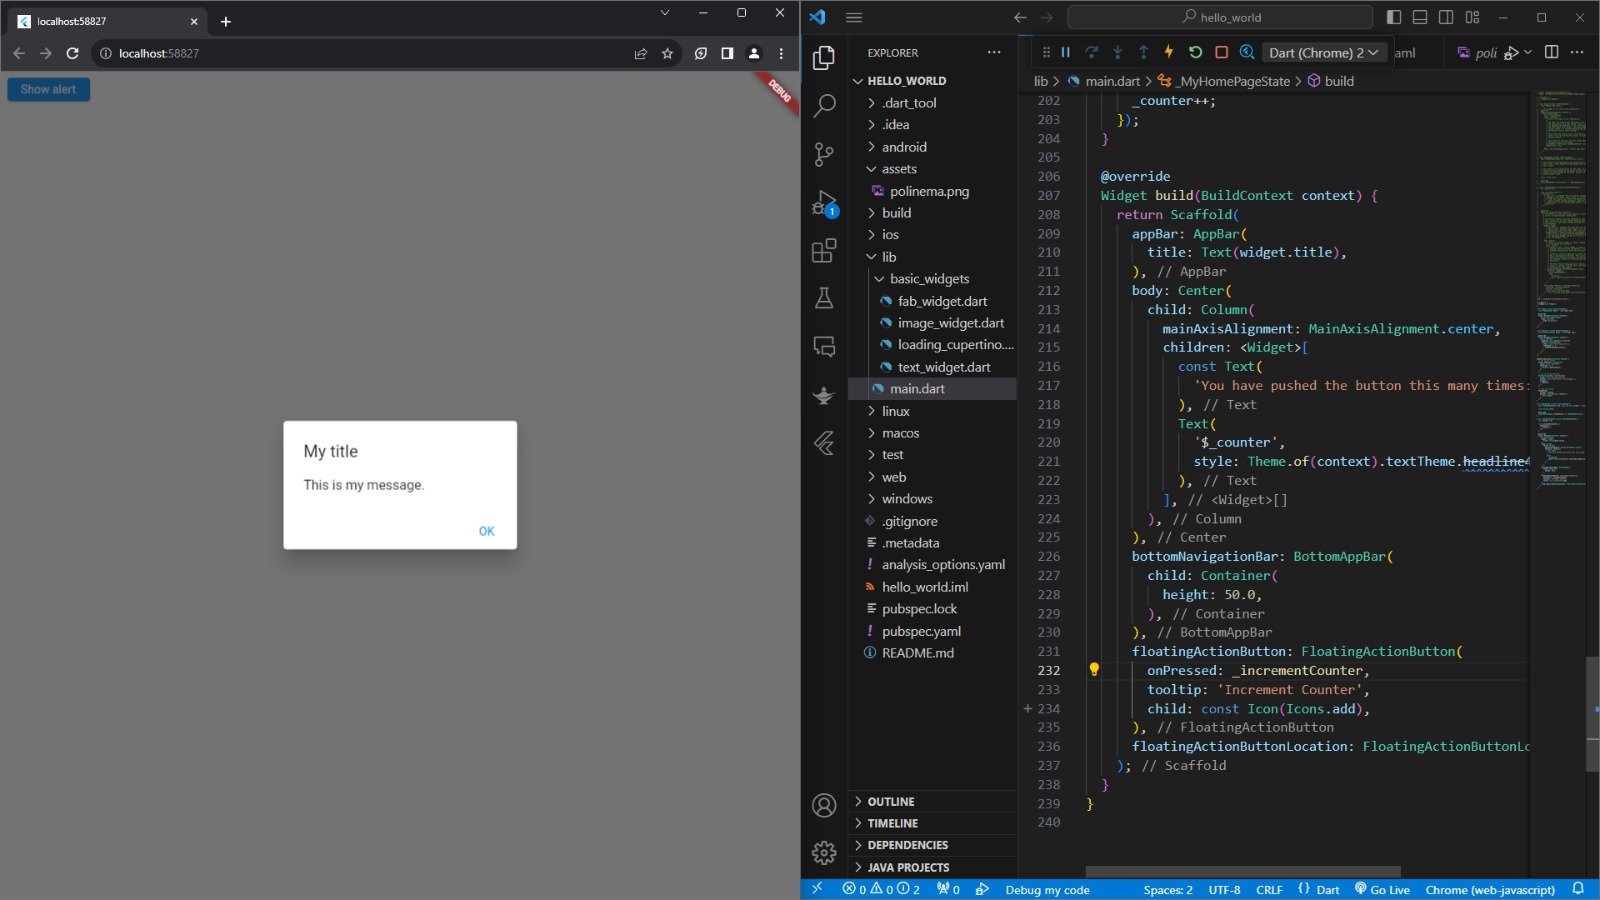 localhost:58827
localhost:58827
Show alert
DEBUG
My title
This is my message.
OK
hello_world
EXPLORER
HELLO_WORLD
.dart_tool
.idea
android
assets
polinema.png
build
ios
lib
basic_widgets
fab_widget.dart
image_widget.dart
loading_cupertino....
text_widget.dart
main.dart
linux
macos
test
web
windows
.gitignore
.metadata
! analysis_options.yaml
hello_world.iml
pubspec.lock
! pubspec.yaml
README.md
OUTLINE
TIMELINE
DEPENDENCIES
JAVA PROJECTS
1
Dart (Chrome) 2
aml
poli
lib > main.dart > _MyHomePageState > build
202 _counter++;
203 });
204 }
205
206 @override
207 Widget build(BuildContext context) {
208 return Scaffold(
209 appBar: AppBar(
210 title: Text(widget.title),
211 ), // AppBar
212 body: Center(
213 child: Column(
214 mainAxisAlignment: MainAxisAlignment.center,
215 children: <Widget>[
216 const Text(
217 'You have pushed the button this many times:
218 ), // Text
219 Text(
220 '$_counter',
221 style: Theme.of(context).textTheme.headline4
222 ), // Text
223 ], // <Widget>[]
224 ), // Column
225 ), // Center
226 bottomNavigationBar: BottomAppBar(
227 child: Container(
228 height: 50.0,
229 ), // Container
230 ), // BottomAppBar
231 floatingActionButton: FloatingActionButton(
232 onPressed: _incrementCounter,
233 tooltip: 'Increment Counter',
234 child: const Icon(Icons.add),
235 ), // FloatingActionButton
236 floatingActionButtonLocation: FloatingActionButtonLo
237 ); // Scaffold
238 }
239 }
240
0 0 2 0 Debug my code Spaces: 2 UTF-8 CRLF {} Dart Go Live Chrome (web-javascript)